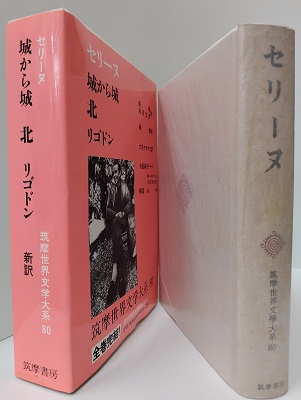 セリーヌ
城から城 北 リゴドン 新訳
筑摩世界文学大系 80
筑摩書房
セリーヌ
城から城
北
リゴドン
筑摩世界文学大系 80
全巻完結!
セリーヌ
筑摩世界文學大系 80
筑摩書房